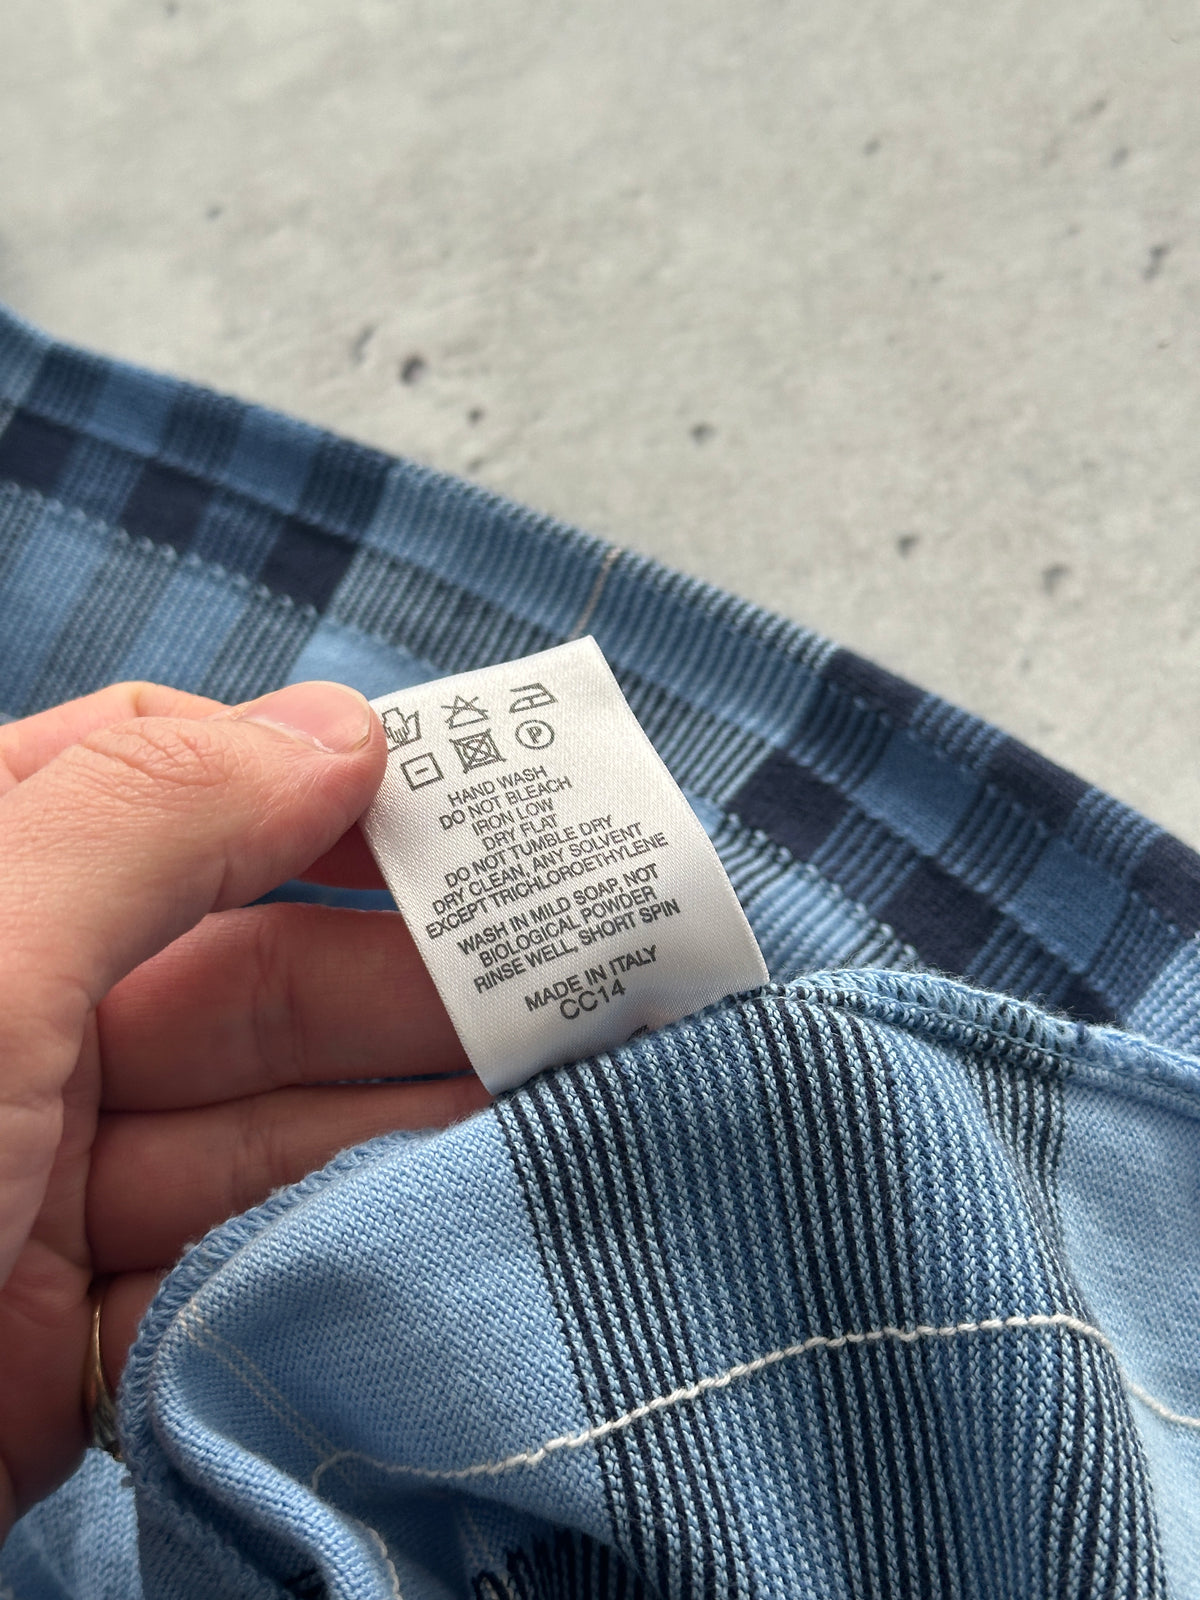 HAND WASH
DO NOT BLEACH
IRON LOW
DRY FLAT
DO NOT TUMBLE DRY
DRY CLEAN, ANY SOLVENT
EXCEPT TRICHLOROETHYLENE
WASH IN MILD SOAP, NOT
BIOLOGICAL POWDER
RINSE WELL, SHORT SPIN
MADE IN ITALY
CC14